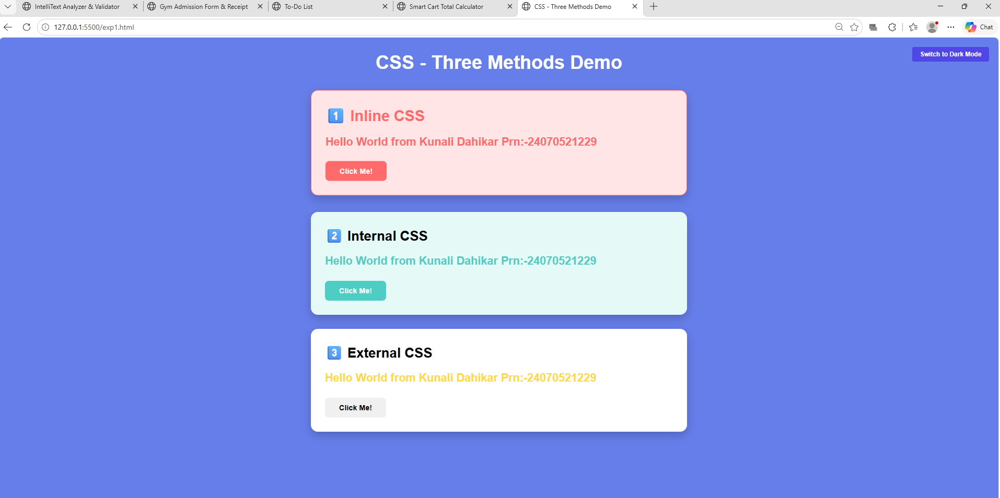 IntelliText Analyzer & Validator
Gym Admission Form & Receipt
To-Do List
Smart Cart Total Calculator
CSS - Three Methods Demo
127.0.0.1:5500/exp1.html
Chat
CSS - Three Methods Demo
Switch to Dark Mode
1 Inline CSS
Hello World from Kunali Dahikar Prn:-24070521229
Click Me!
2 Internal CSS
Hello World from Kunali Dahikar Prn:-24070521229
Click Me!
3 External CSS
Hello World from Kunali Dahikar Prn:-24070521229
Click Me!